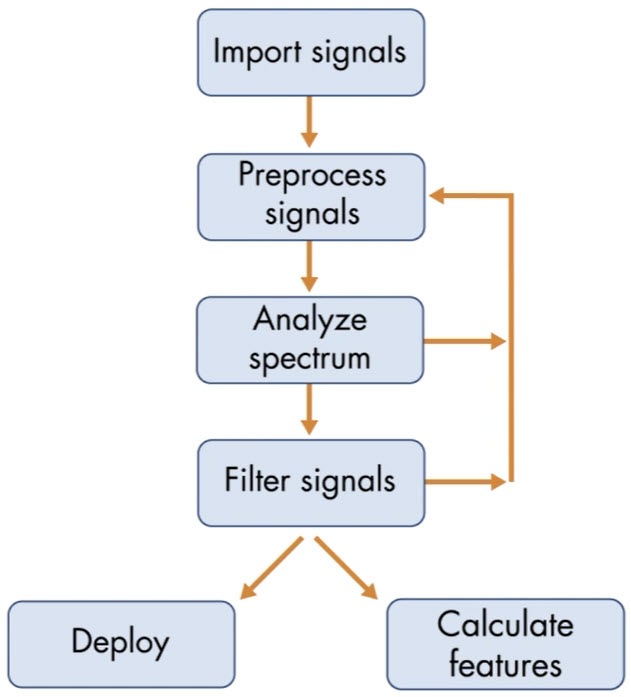 Import signals
Preprocess
signals
Analyze
spectrum
Filter signals
Deploy
Calculate
features